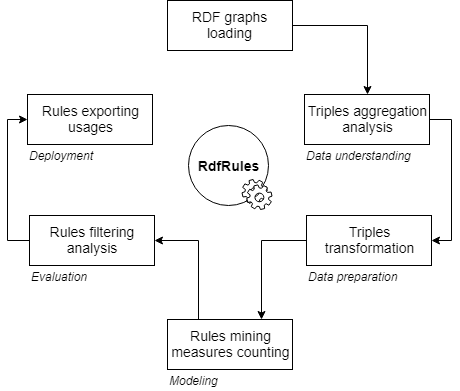 RDF graphs
loading
Triples aggregation
analysis
Data understanding
Triples
transformation
Data preparation
Rules mining
measures counting
Modeling
Rules filtering
analysis
Evaluation
Rules exporting
usages
Deployment
RdfRules